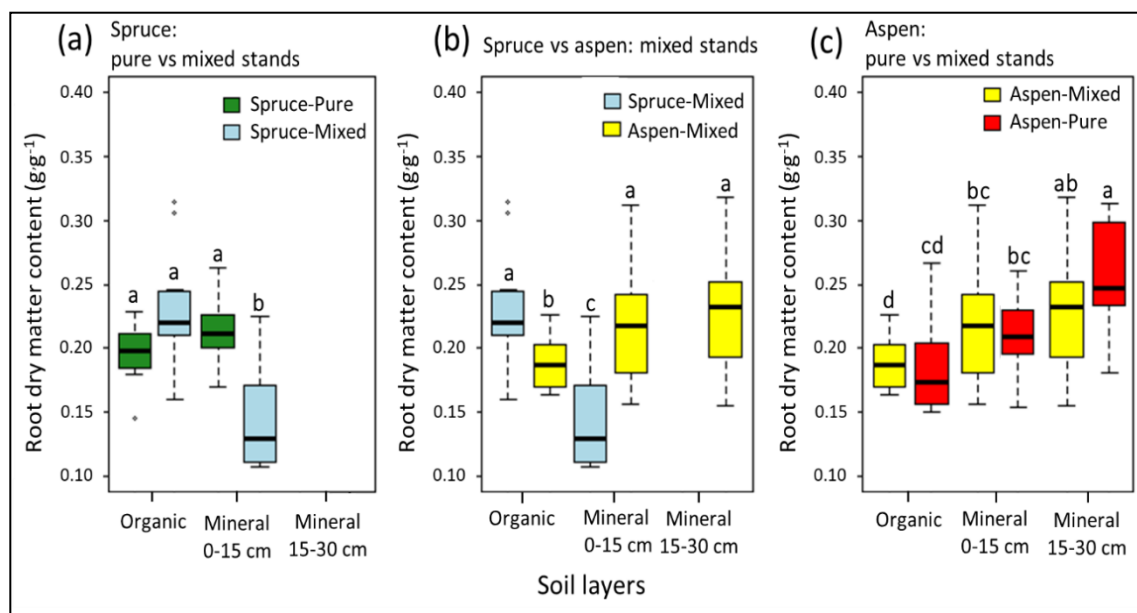 (a) Spruce:
pure vs mixed stands
Root dry matter content (g·g⁻¹)
0.40
0.35
0.30
0.25
0.20
0.15
0.10
Spruce-Pure
Spruce-Mixed
a
a
a
b
Organic
Mineral
0-15 cm
Mineral
15-30 cm
(b) Spruce vs aspen: mixed stands
Root dry matter content (g·g⁻¹)
0.40
0.35
0.30
0.25
0.20
0.15
0.10
Spruce-Mixed
Aspen-Mixed
a
b
c
a
a
Organic
Mineral
0-15 cm
Mineral
15-30 cm
(c) Aspen:
pure vs mixed stands
Root dry matter content (g·g⁻¹)
0.40
0.35
0.30
0.25
0.20
0.15
0.10
Aspen-Mixed
Aspen-Pure
d
cd
bc
bc
ab
a
Organic
Mineral
0-15 cm
Mineral
15-30 cm
Soil layers